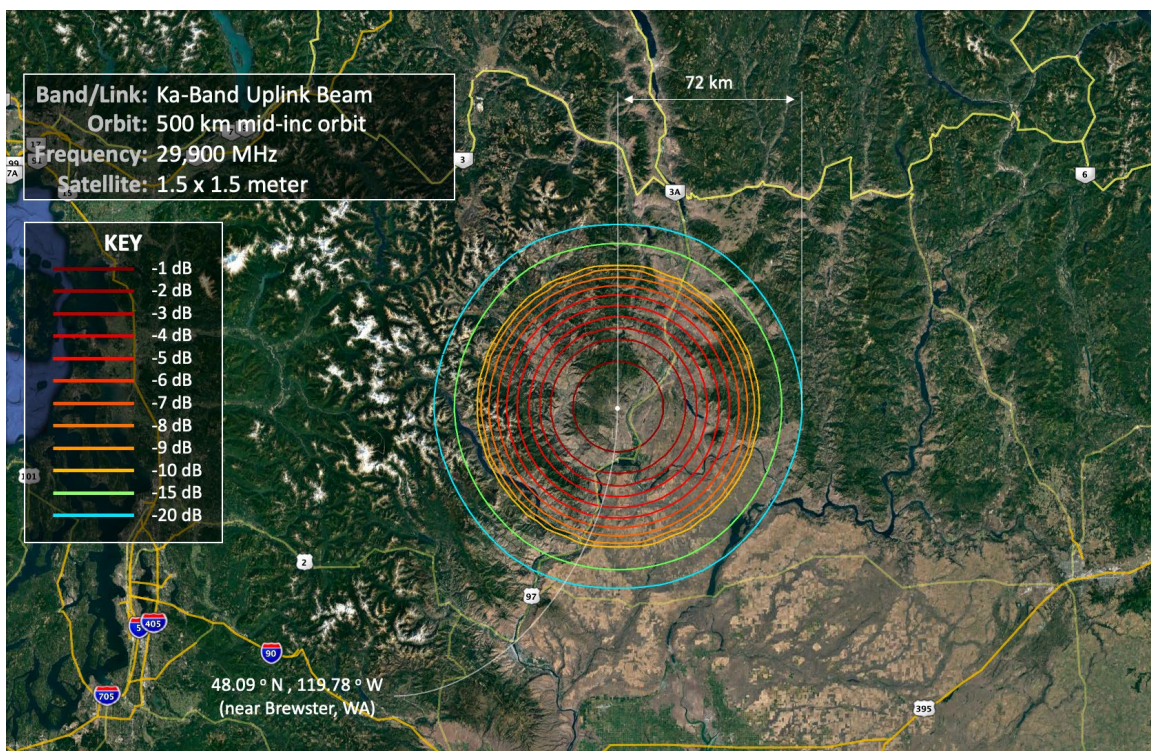 Band/Link: Ka-Band Uplink Beam
Orbit: 500 km mid-inc orbit
Frequency: 29,900 MHz
Satellite: 1.5 x 1.5 meter
72 km
3
3A
6
17
99
7A
KEY
-1 dB
-2 dB
-3 dB
-4 dB
-5 dB
-6 dB
-7 dB
-8 dB
-9 dB
-10 dB
-15 dB
-20 dB
101
2
97
5
405
90
705
395
48.09 º N , 119.78 º W
(near Brewster, WA)